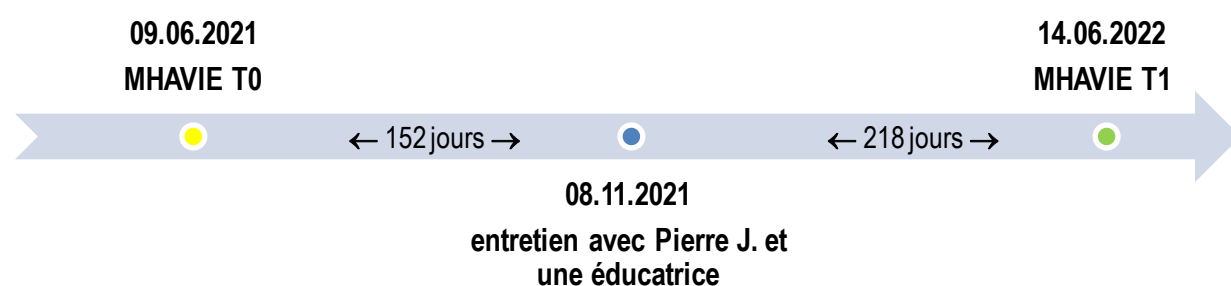 09.06.2021
MHAVIE T0
14.06.2022
MHAVIE T1
← 152 jours →
← 218 jours →
08.11.2021
entretien avec Pierre J. et
une éducatrice